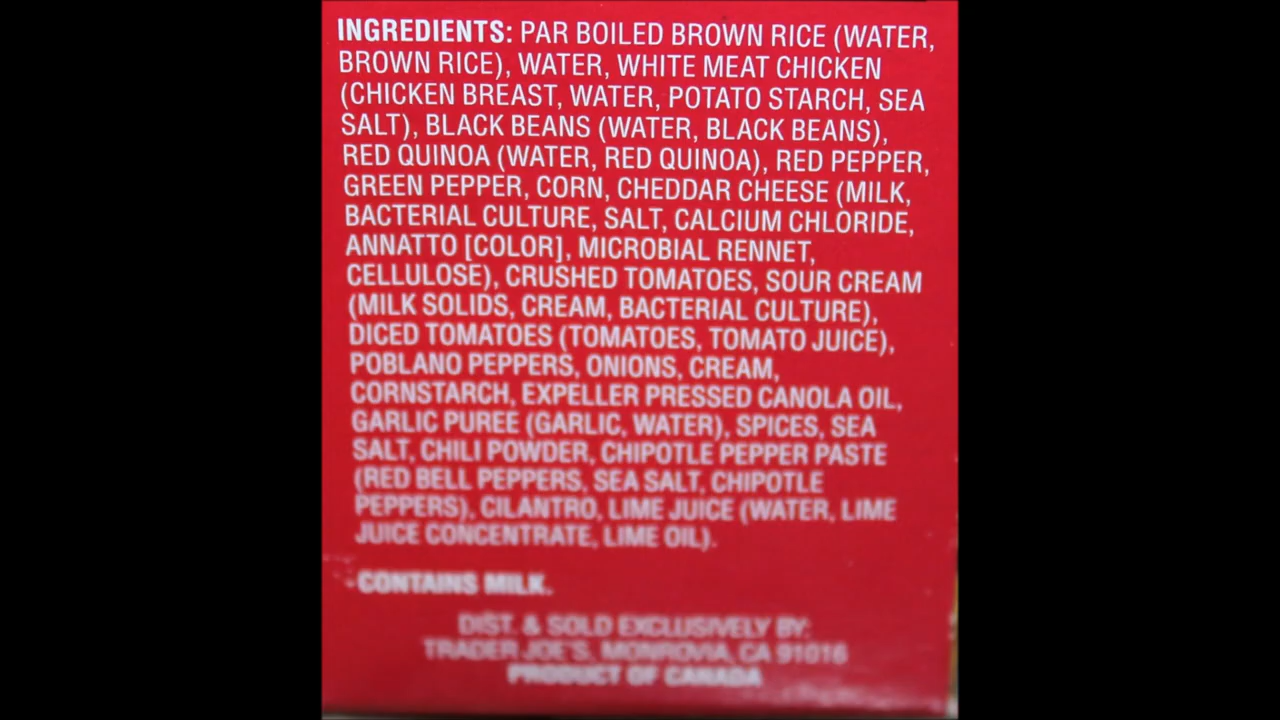 INGREDIENTS: PAR BOILED BROWN RICE (WATER,
BROWN RICE), WATER, WHITE MEAT CHICKEN
(CHICKEN BREAST, WATER, POTATO STARCH, SEA
SALT), BLACK BEANS (WATER, BLACK BEANS),
RED QUINOA (WATER, RED QUINOA), RED PEPPER,
GREEN PEPPER, CORN, CHEDDAR CHEESE (MILK,
BACTERIAL CULTURE, SALT, CALCIUM CHLORIDE,
ANNATTO [COLOR], MICROBIAL RENNET,
CELLULOSE), CRUSHED TOMATOES, SOUR CREAM
(MILK SOLIDS, CREAM, BACTERIAL CULTURE),
DICED TOMATOES (TOMATOES, TOMATO JUICE),
POBLANO PEPPERS, ONIONS, CREAM,
CORNSTARCH, EXPELLER PRESSED CANOLA OIL,
GARLIC PUREE (GARLIC, WATER), SPICES, SEA
SALT, CHILI POWDER, CHIPOTLE PEPPER PASTE
(RED BELL PEPPERS, SEA SALT, CHIPOTLE
PEPPERS), CILANTRO, LIME JUICE (WATER, LIME
JUICE CONCENTRATE, LIME OIL).
CONTAINS MILK.
DIST. & SOLD EXCLUSIVELY BY:
TRADER JOE'S, MONROVIA, CA 91016
PRODUCT OF CANADA